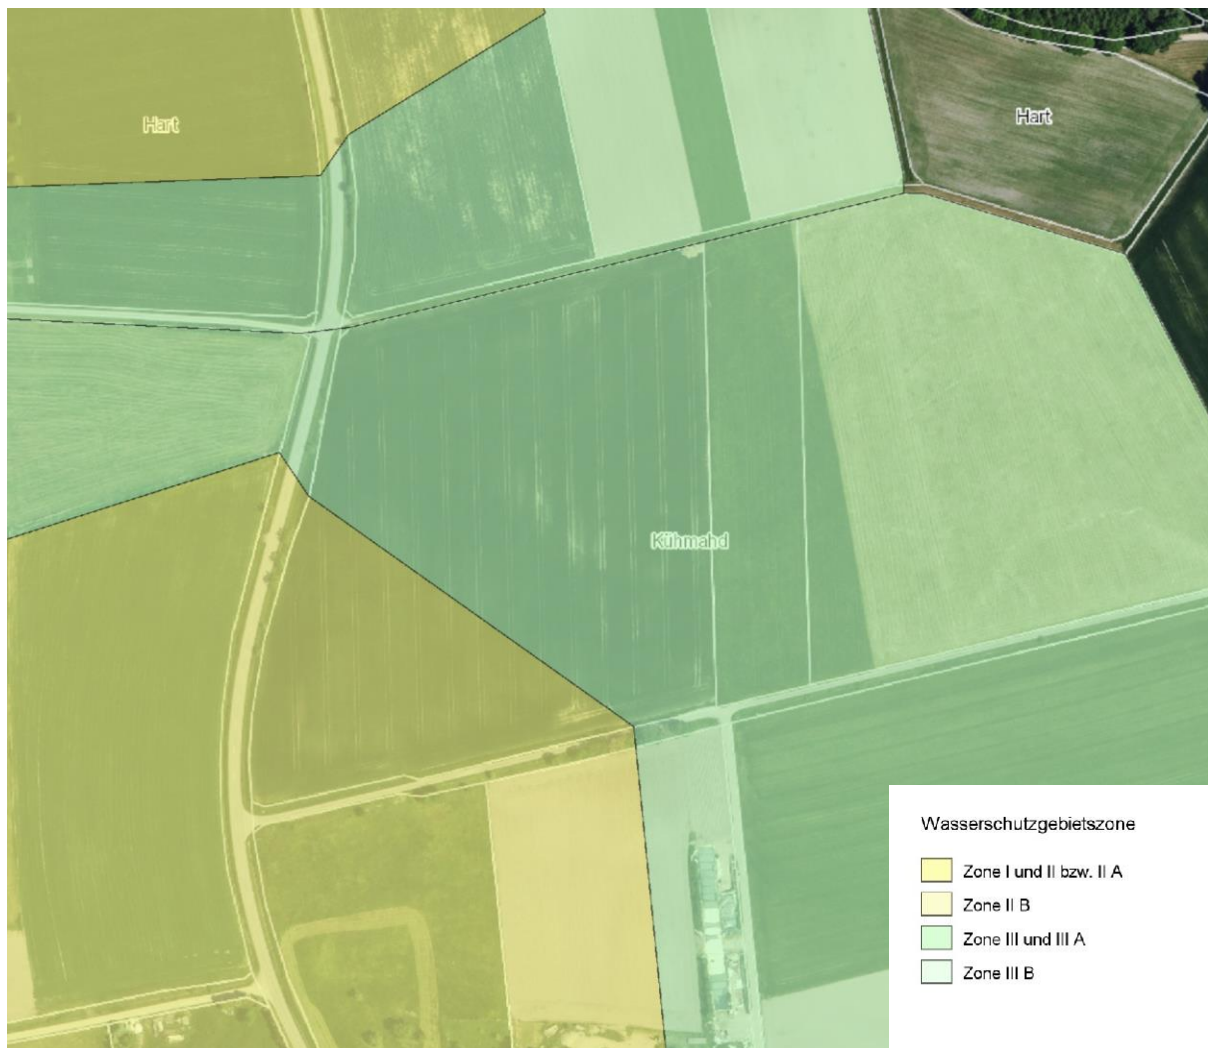 Hart
Hart
Kühmahd
Wasserschutzgebietszone
Zone I und II bzw. II A
Zone II B
Zone III und III A
Zone III B